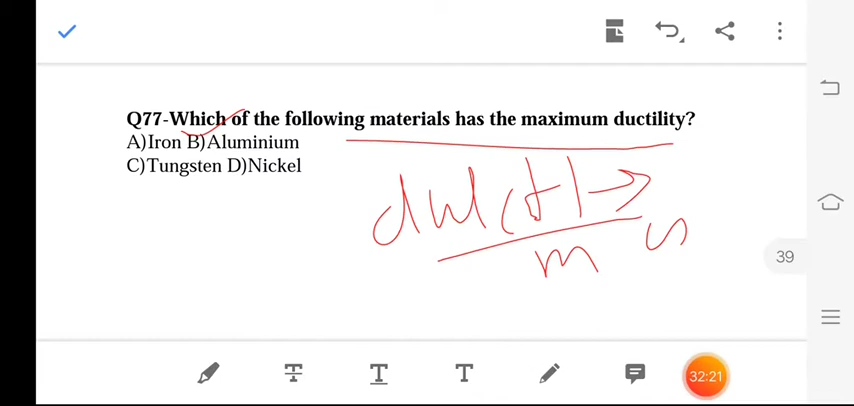 Q77-Which of the following materials has the maximum ductility?
A)Iron B)Aluminium
C)Tungsten D)Nickel
m
39
T T T
32:21